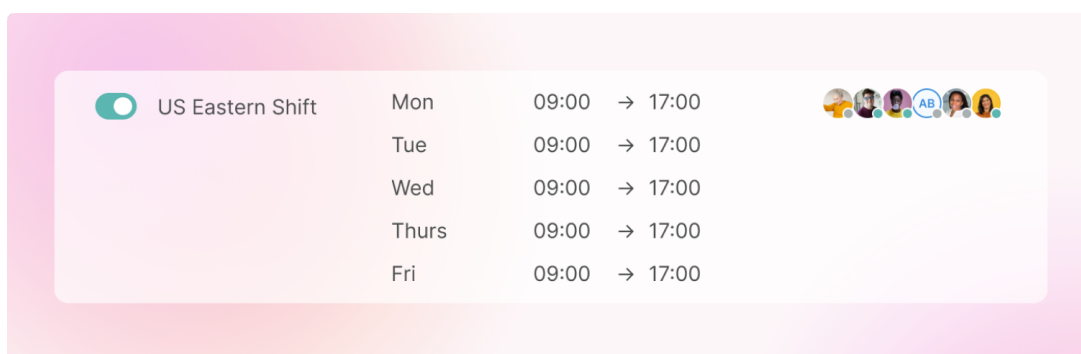 US Eastern Shift
Mon 09:00 → 17:00
AB
Tue 09:00 → 17:00
Wed 09:00 → 17:00
Thurs 09:00 → 17:00
Fri 09:00 → 17:00